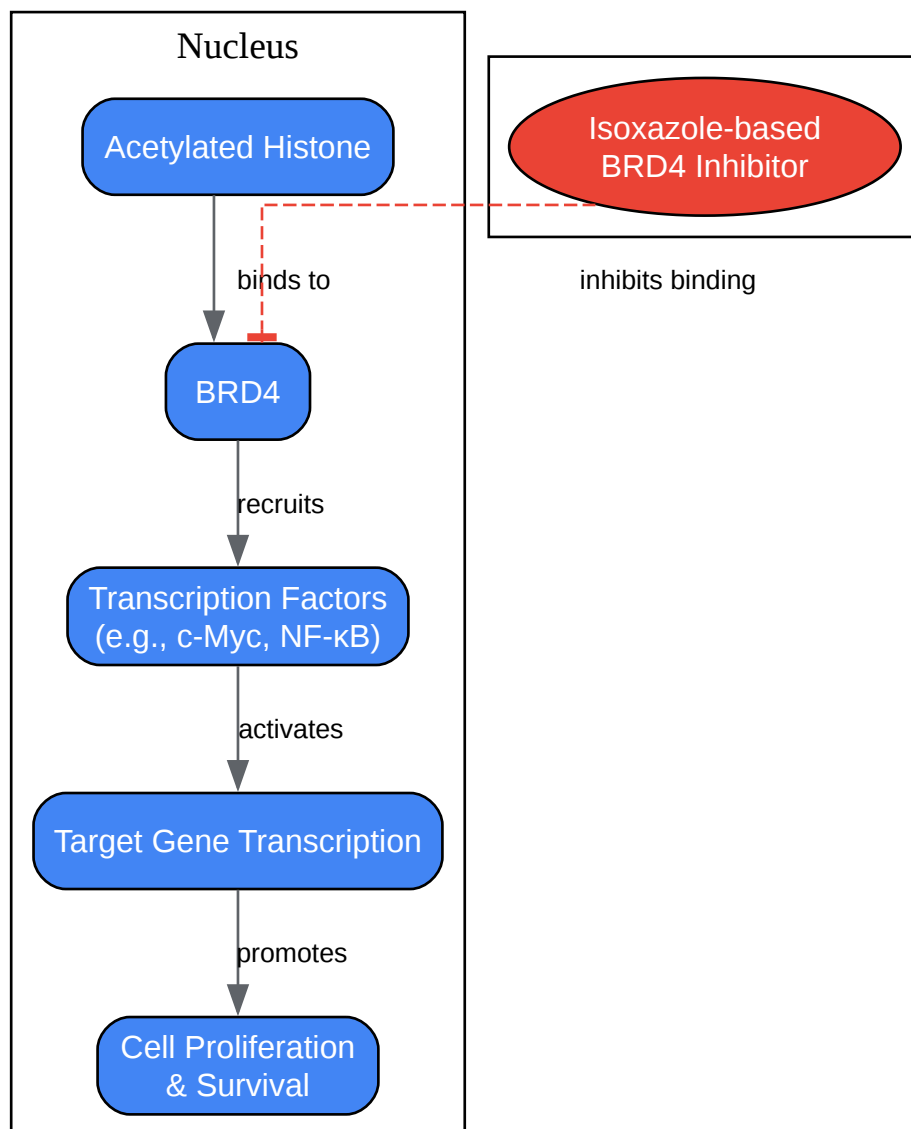 Nucleus
Acetylated Histone
Isoxazole-based
BRD4 Inhibitor
binds to
inhibits binding
BRD4
recruits
Transcription Factors
(e.g., c-Myc, NF-κB)
activates
Target Gene Transcription
promotes
Cell Proliferation
& Survival